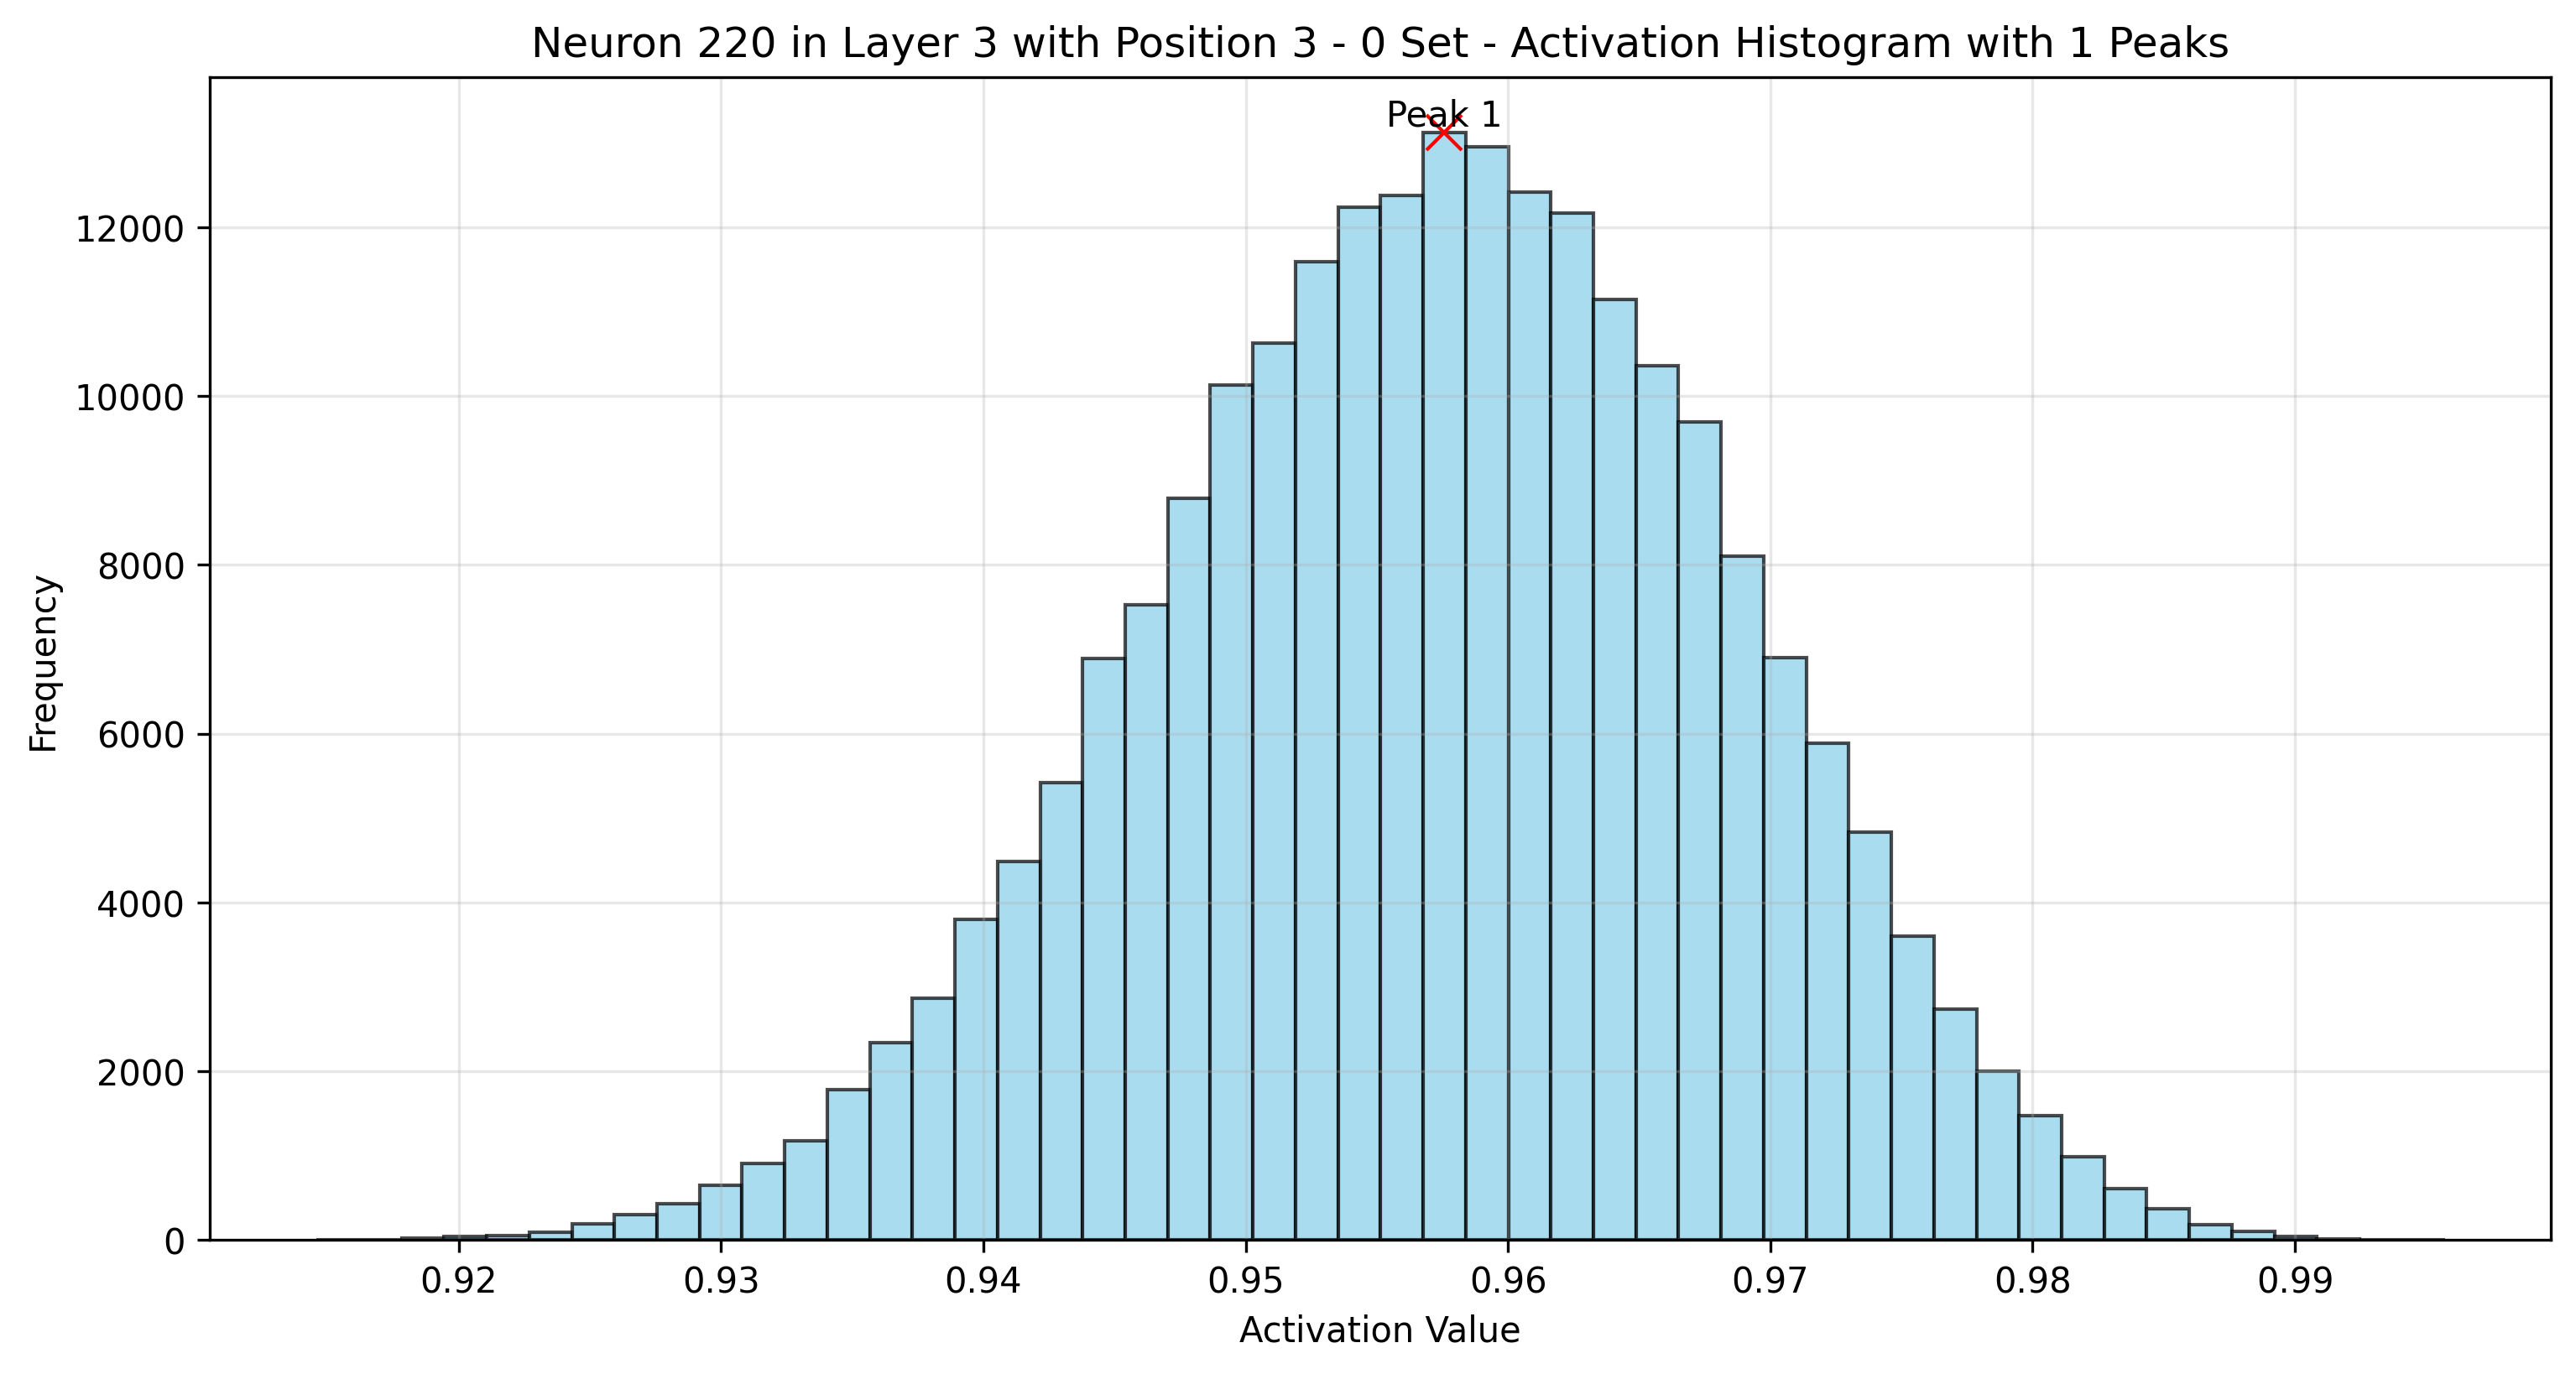 Neuron 220 in Layer 3 with Position 3 - 0 Set - Activation Histogram with 1 Peaks
Peak 1
12000
10000
8000
6000
4000
2000
0
Frequency
0.92 0.93 0.94 0.95 0.96 0.97 0.98 0.99
Activation Value